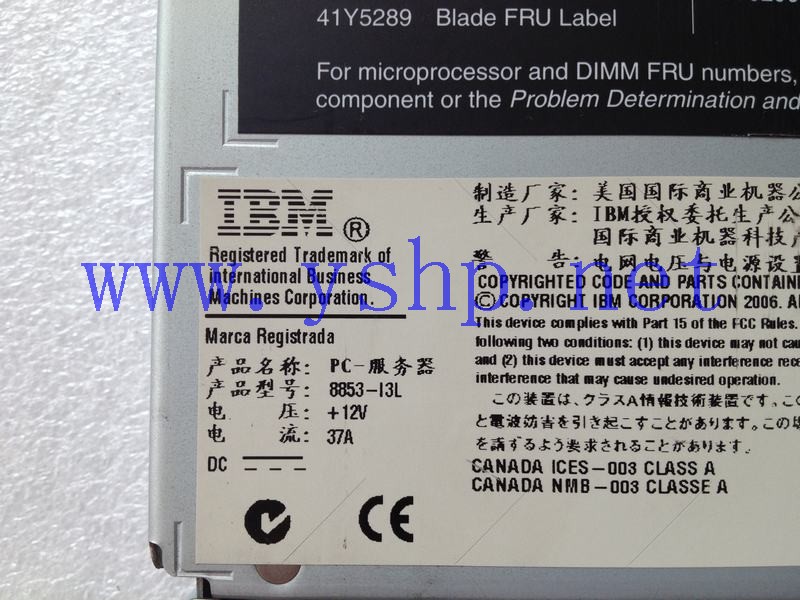 41Y5289 Blade FRU Label
For microprocessor and DIMM FRU numbers,
component or the Problem Determination and
IBM®
Registered Trademark of
international Business
Machines Corporation.
Marca Registrada
产品名称: PC-服务器
产品型号: 8853-I3L
电 压: +12V
电 流: 37A
DC
CE
制造厂家: 美国国际商业机器
生产厂家: IBM授权委托生产
国际商业机器科技
警 告: 电网电压与电源设置
COPYRIGHTED CODE AND PARTS CONTAINE
© COPYRIGHT IBM CORPORATION 2006. A
This device complies with Part 15 of the FCC Rules.
following two conditions: (1) this device may not cau
and (2) this device must accept any interference rece
interference that may cause undesired operation.
この装置は、クラスA情報技術装置です。この
と電波妨害を引き起こすことがあります。この
を講ずるよう要求されることがあります。
CANADA ICES-003 CLASS A
CANADA NMB-003 CLASSE A
www.yshp.net